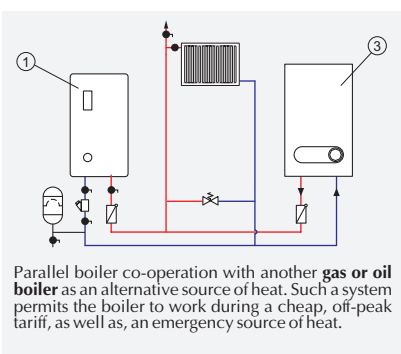 1
3
Parallel boiler co-operation with another gas or oil
boiler as an alternative source of heat. Such a system
permits the boiler to work during a cheap, off-peak
tariff, as well as, an emergency source of heat.